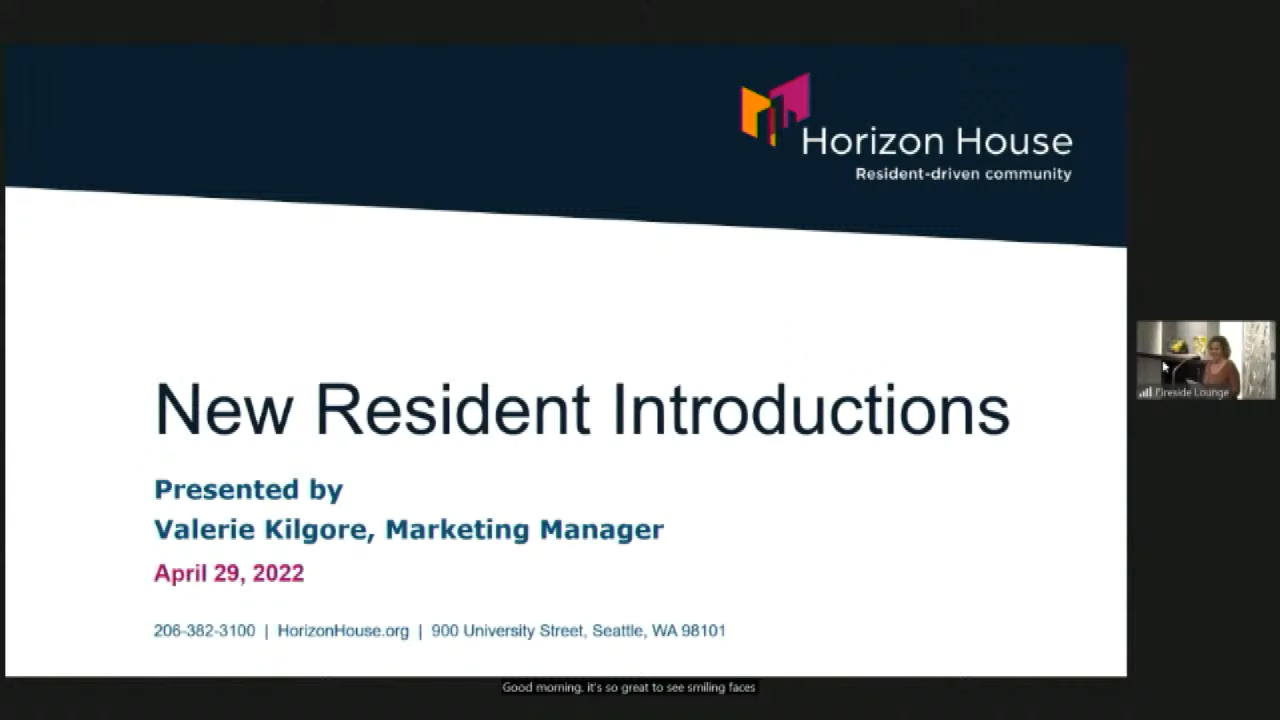 Horizon House
Resident-driven community
New Resident Introductions
Presented by
Valerie Kilgore, Marketing Manager
April 29, 2022
206-382-3100 | HorizonHouse.org | 900 University Street, Seattle, WA 98101
Fireside Lounge
Good morning, it's so great to see smiling faces